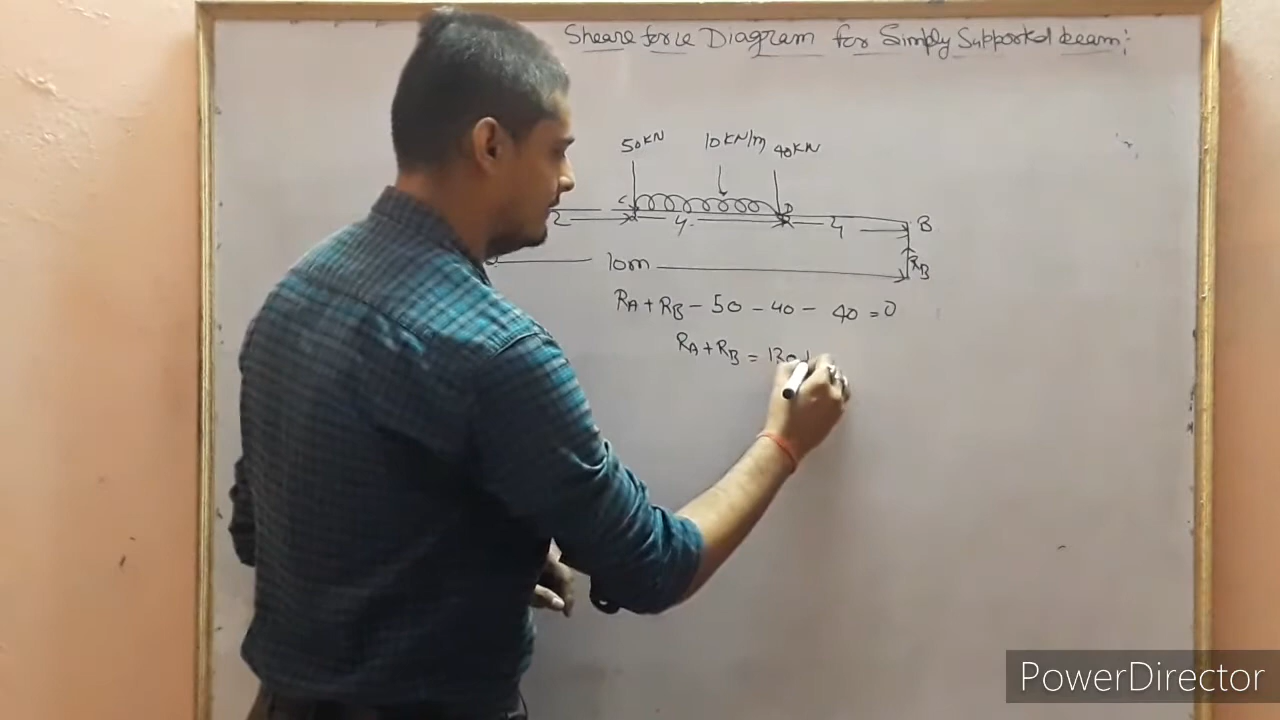 Sheare force Diagram for Simply Supported beam:
50KN 10KN/m 40KN
C D B
2 4 4
10m RB
RA + RB - 50 - 40 - 40 = 0
RA + RB = 130
PowerDirector